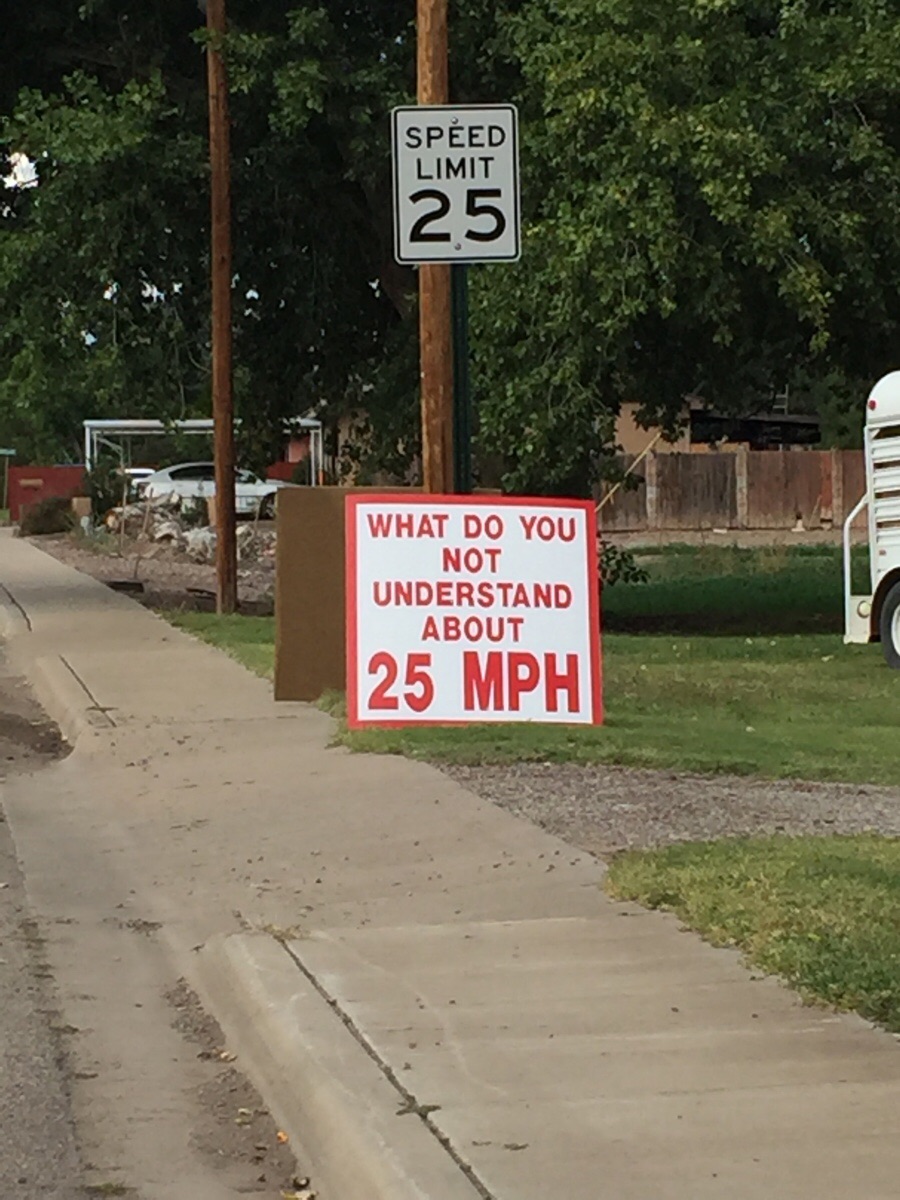 SPEED
LIMIT
25
WHAT DO YOU
NOT
UNDERSTAND
ABOUT
25 MPH